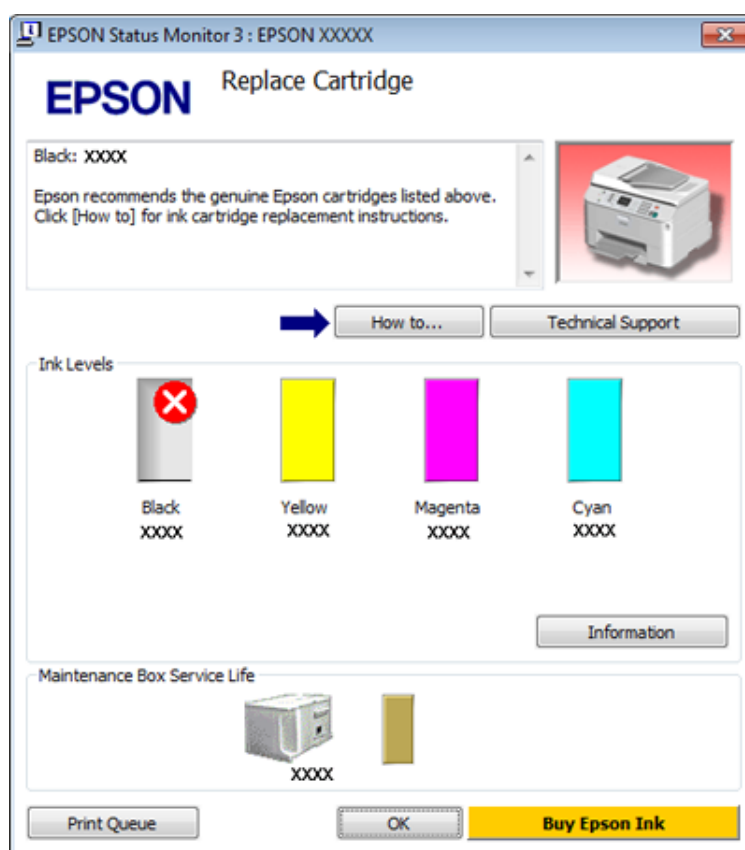 EPSON Status Monitor 3 : EPSON XXXXX
EPSON
Replace Cartridge
Black: XXXX
Epson recommends the genuine Epson cartridges listed above.
Click [How to] for ink cartridge replacement instructions.
How to...
Technical Support
Ink Levels
Black
Yellow
Magenta
Cyan
XXXX
XXXX
XXXX
XXXX
Information
Maintenance Box Service Life
XXXX
Print Queue
OK
Buy Epson Ink